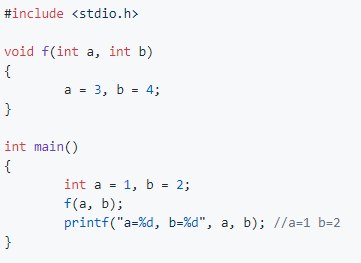 #include <stdio.h>
void f(int a, int b)
{
a = 3, b = 4;
}
int main()
{
int a = 1, b = 2;
f(a, b);
printf("a=%d, b=%d", a, b); //a=1 b=2
}